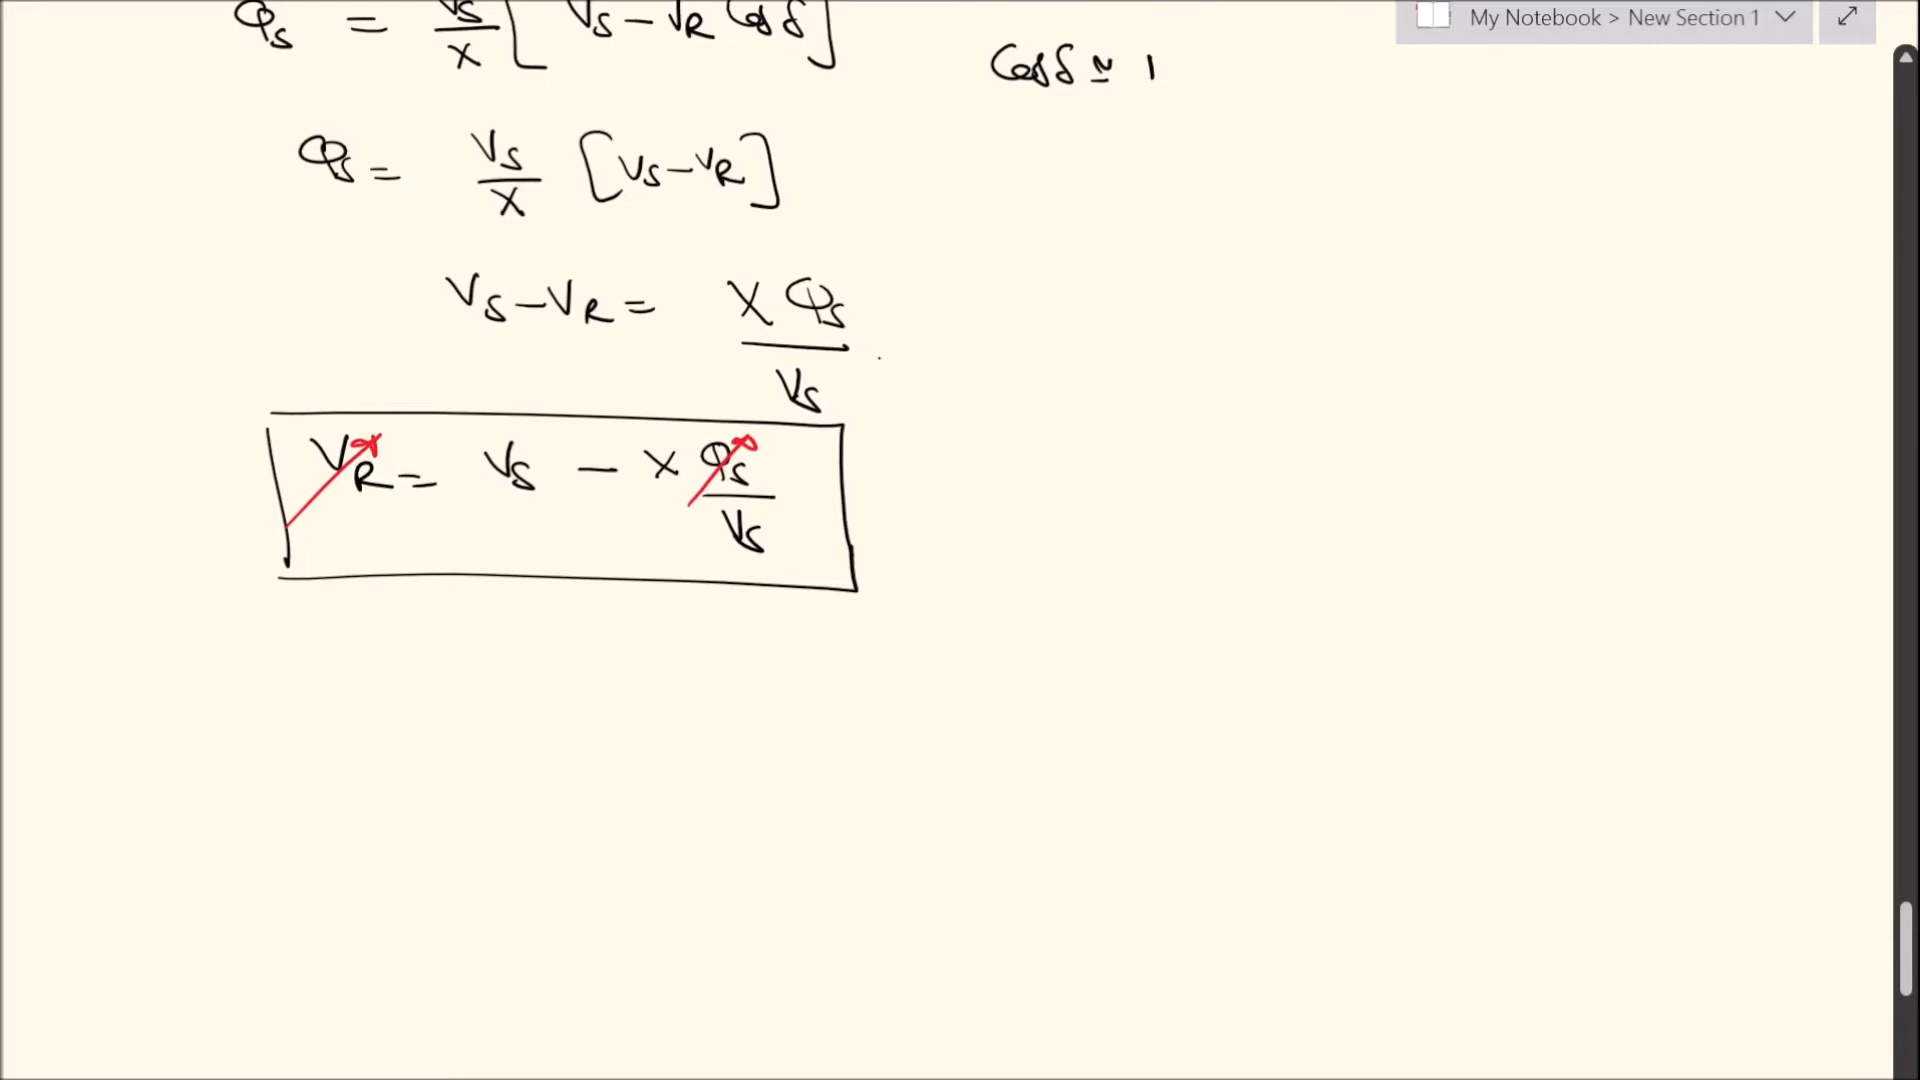 My Notebook > New Section 1
Qs = Vs/X [Vs - VR Cos δ]
Cos δ ≃ 1
Qs = Vs/X [Vs - VR]
Vs - VR = X Qs/Vs
VR = Vs - X Qs/Vs